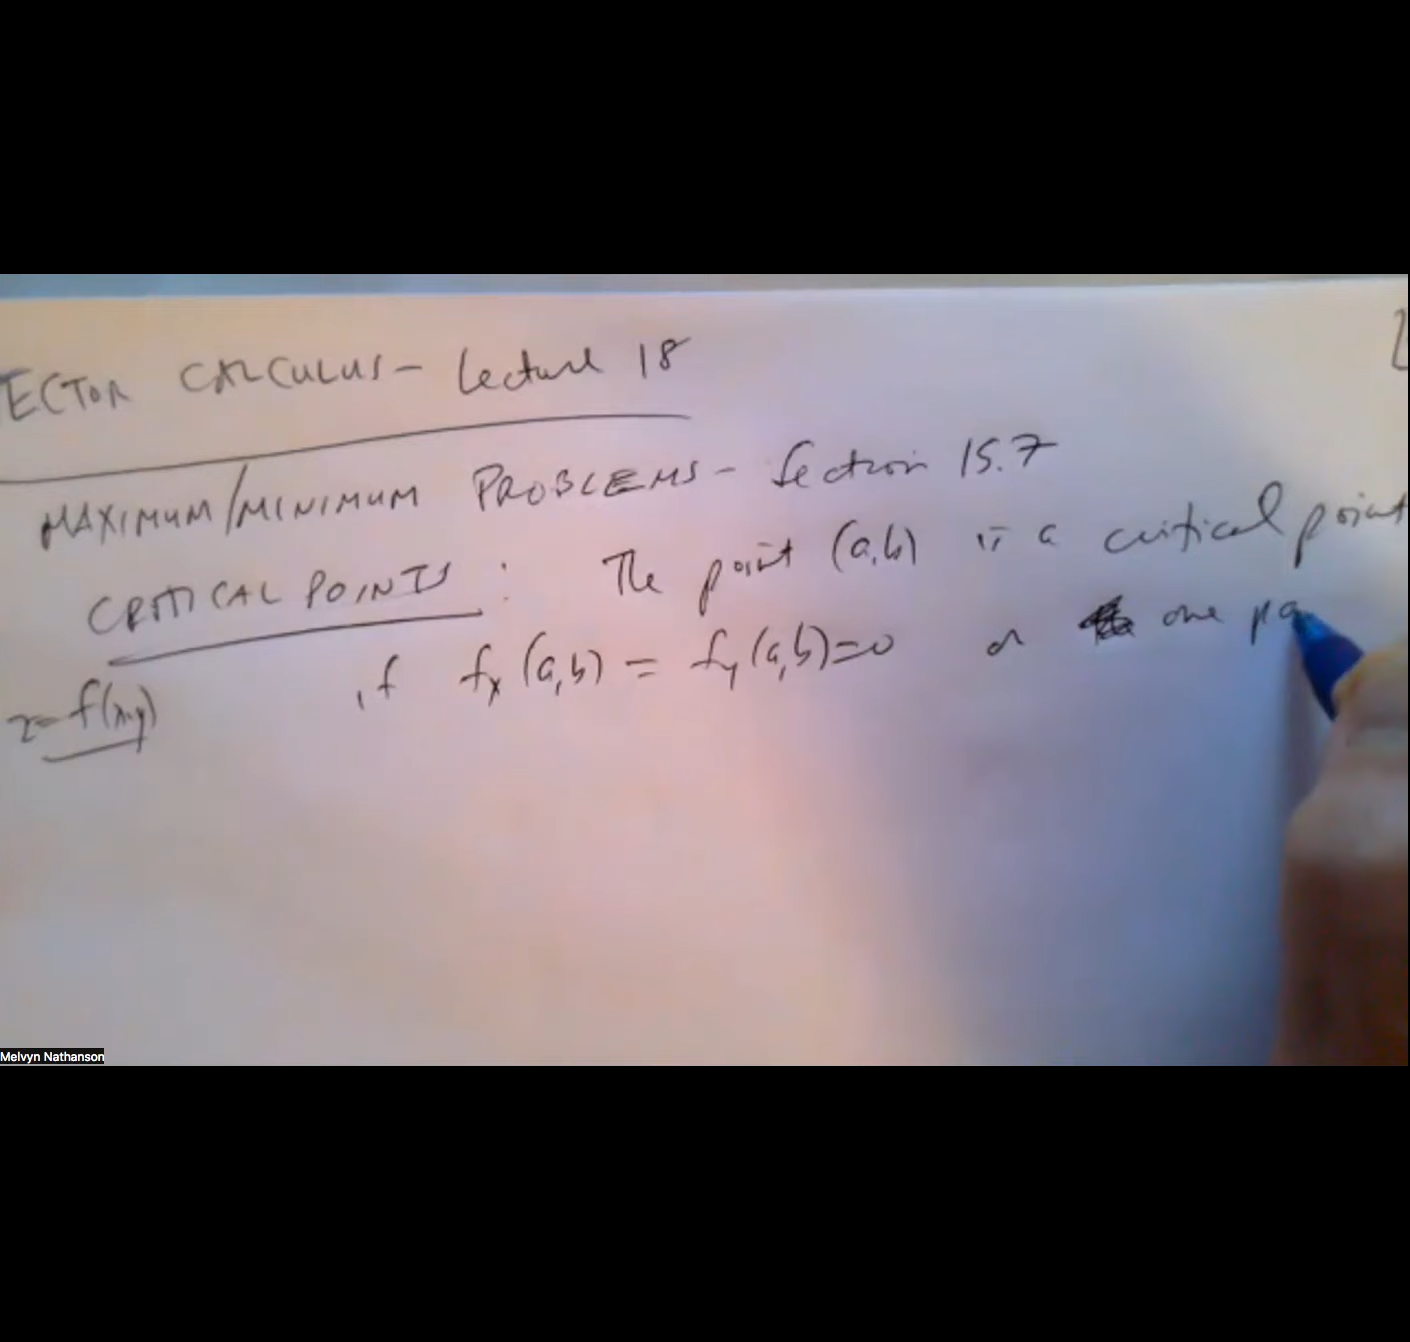 ECTOR CALCULUS - Lecture 18
MAXIMUM/MINIMUM PROBLEMS - Section 15.7
CRITICAL POINTS : The point (a,b) is a critical point
z=f(x,y) if fx(a,b) = fy(a,b)=0 or one pa
Melvyn Nathanson